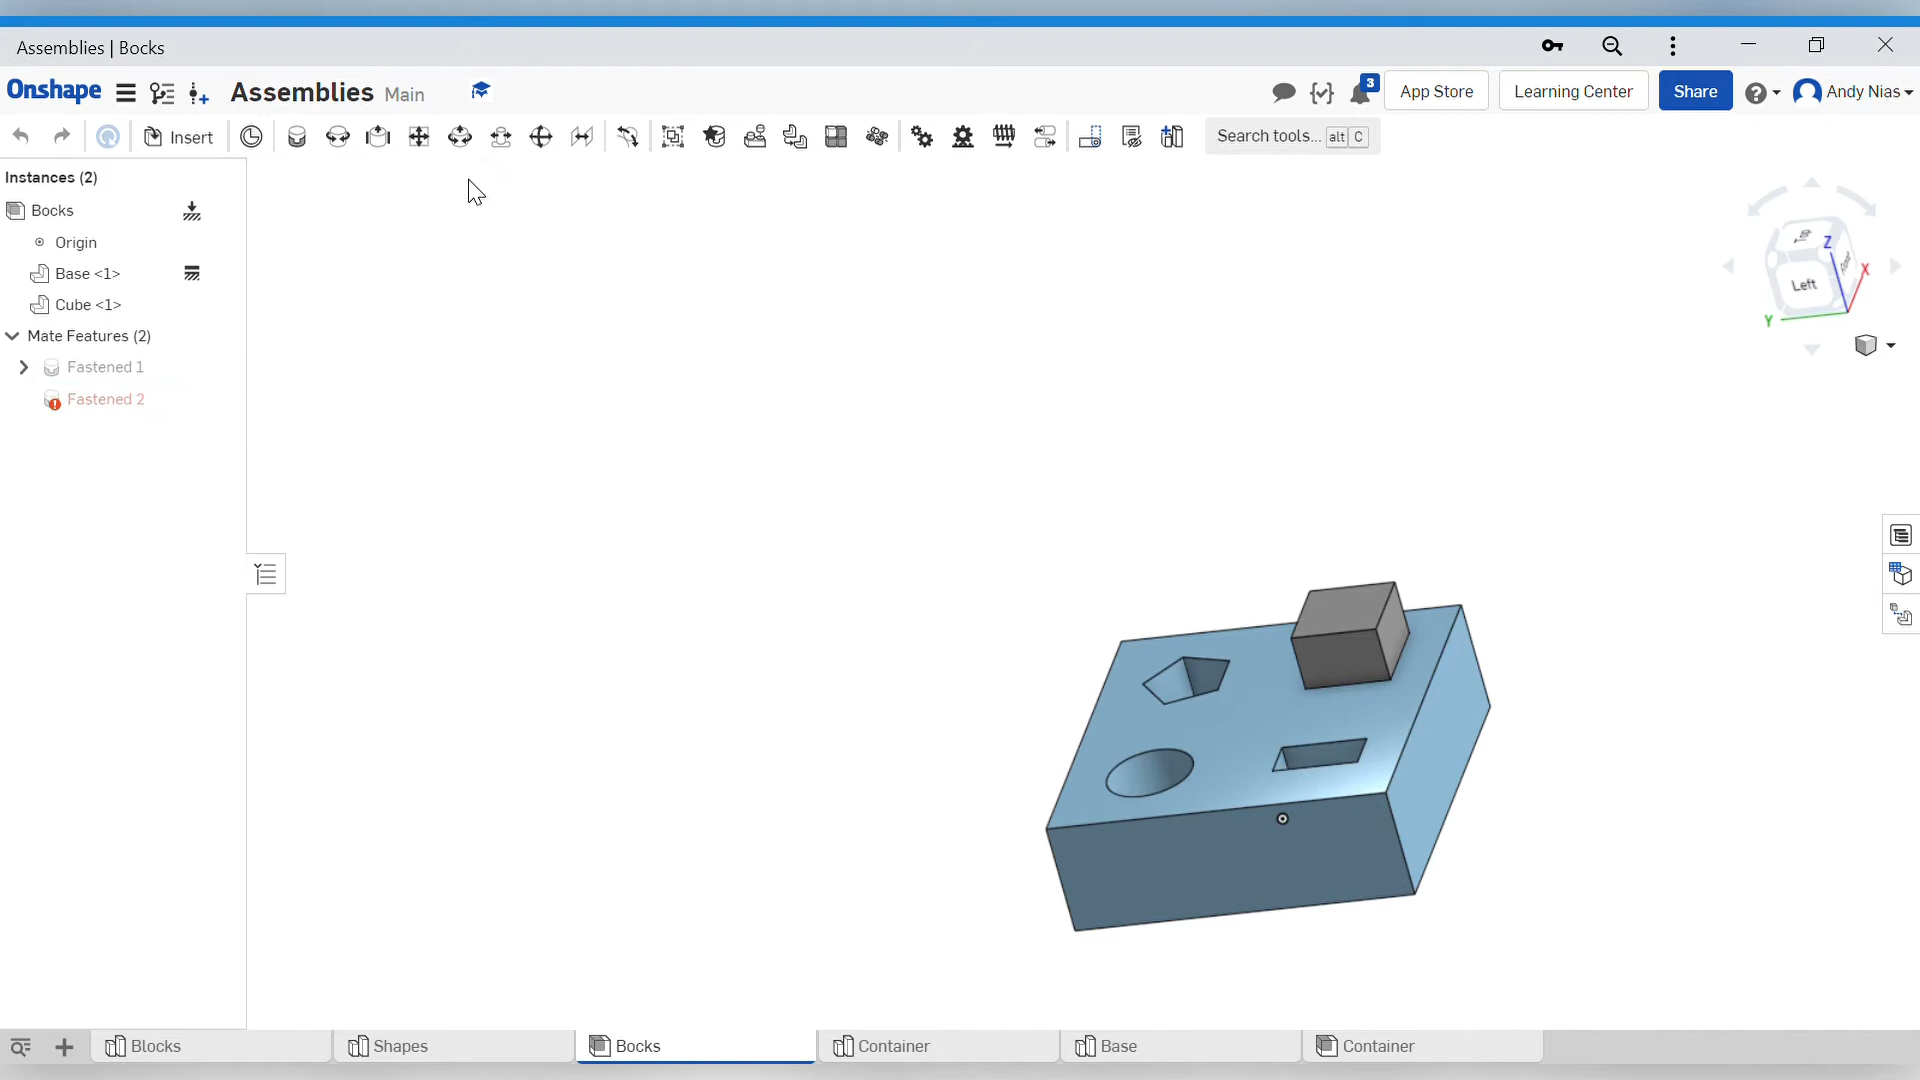 Assemblies | Bocks
Onshape
Assemblies Main
3
App Store
Learning Center
Share
Andy Nias
Insert
Search tools... alt C
Instances (2)
Bocks
Origin
Base <1>
Cube <1>
Mate Features (2)
Fastened 1
Fastened 2
Top
Z
X
Left
Y
Blocks
Shapes
Bocks
Container
Base
Container